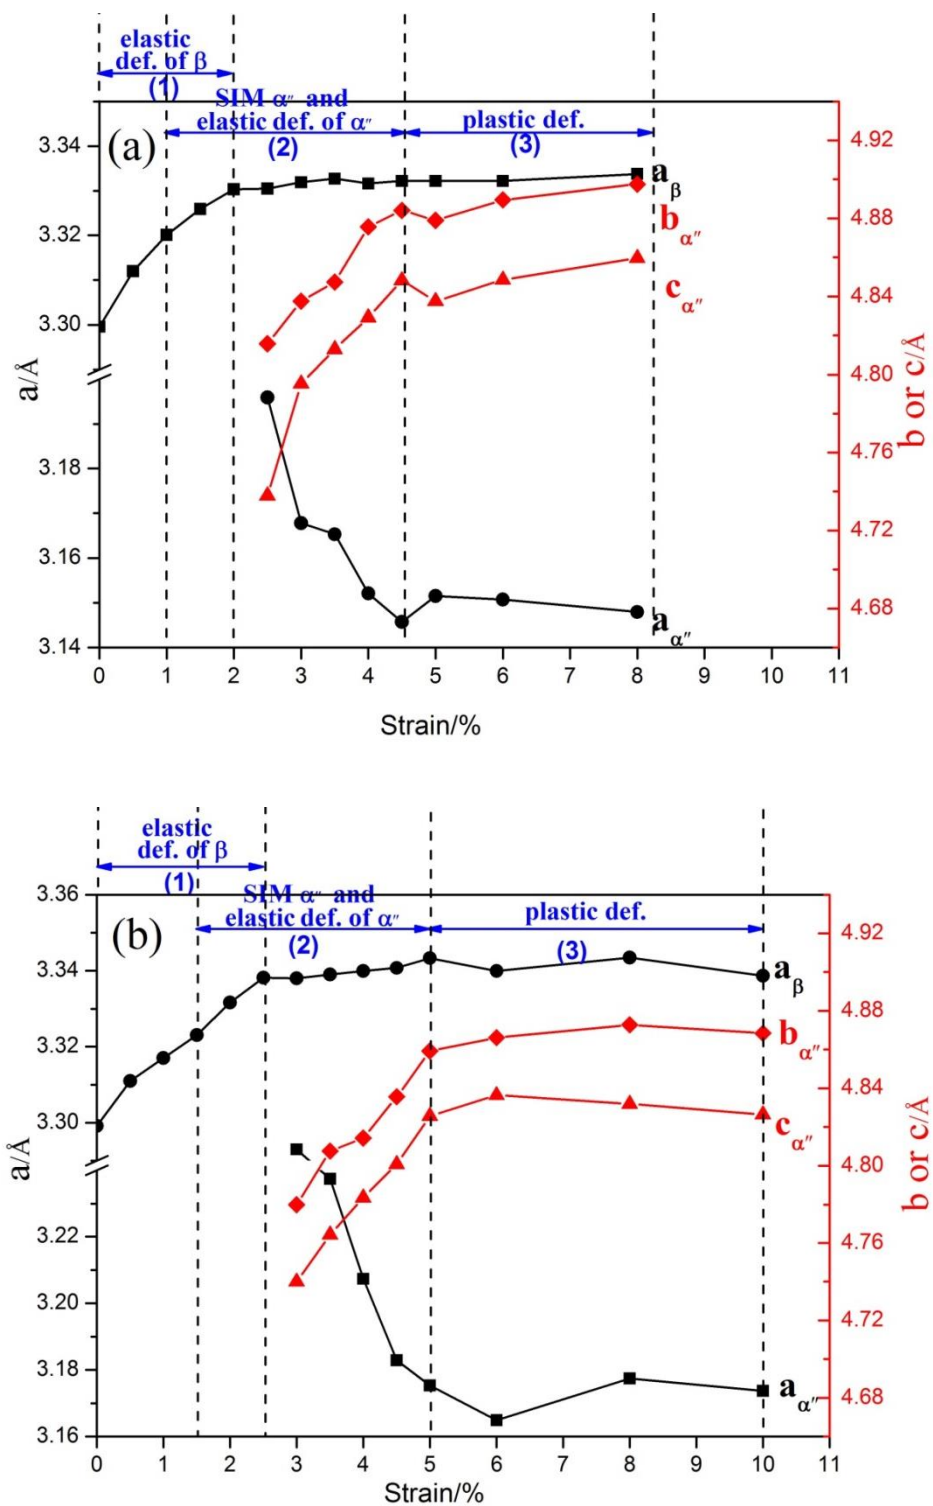 elastic
def. of β
(1)
SIM α″ and
elastic def. of α″
(2)
plastic def.
(3)
(a)
3.34
3.32
3.30
3.18
3.16
3.14
a/Å
4.92
4.88
4.84
4.80
4.76
4.72
4.68
b or c/Å
aβ
bα″
cα″
aα″
0 1 2 3 4 5 6 7 8 9 10 11
Strain/%
elastic
def. of β
(1)
SIM α″ and
elastic def. of α″
(2)
plastic def.
(3)
(b)
3.36
3.34
3.32
3.30
3.22
3.20
3.18
3.16
a/Å
4.92
4.88
4.84
4.80
4.76
4.72
4.68
b or c/Å
aβ
bα″
cα″
aα″
0 1 2 3 4 5 6 7 8 9 10 11
Strain/%